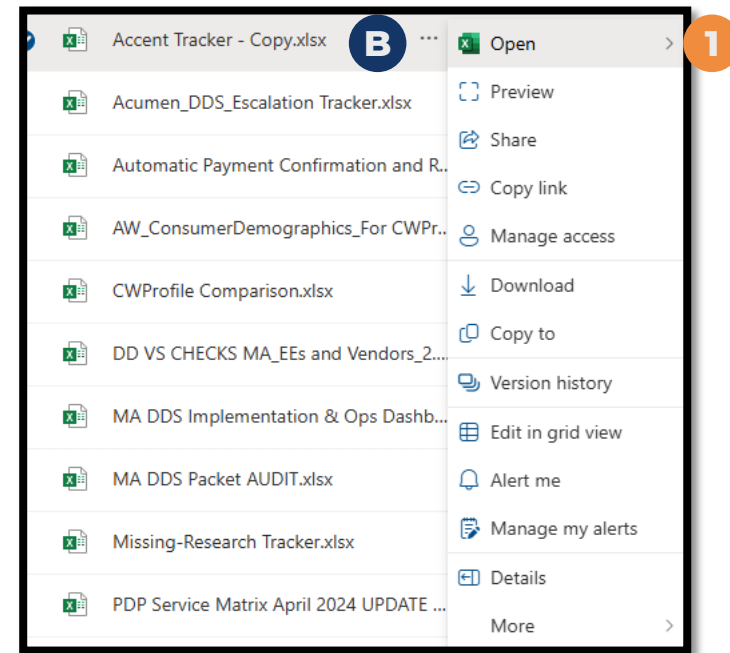 Accent Tracker - Copy.xlsx B ... Open 1
Acumen_DDS_Escalation Tracker.xlsx
Automatic Payment Confirmation and R..
AW_ConsumerDemographics_For CWPr..
CWProfile Comparison.xlsx
DD VS CHECKS MA_EEs and Vendors_2....
MA DDS Implementation & Ops Dashb...
MA DDS Packet AUDIT.xlsx
Missing-Research Tracker.xlsx
PDP Service Matrix April 2024 UPDATE ...
Preview
Share
Copy link
Manage access
Download
Copy to
Version history
Edit in grid view
Alert me
Manage my alerts
Details
More